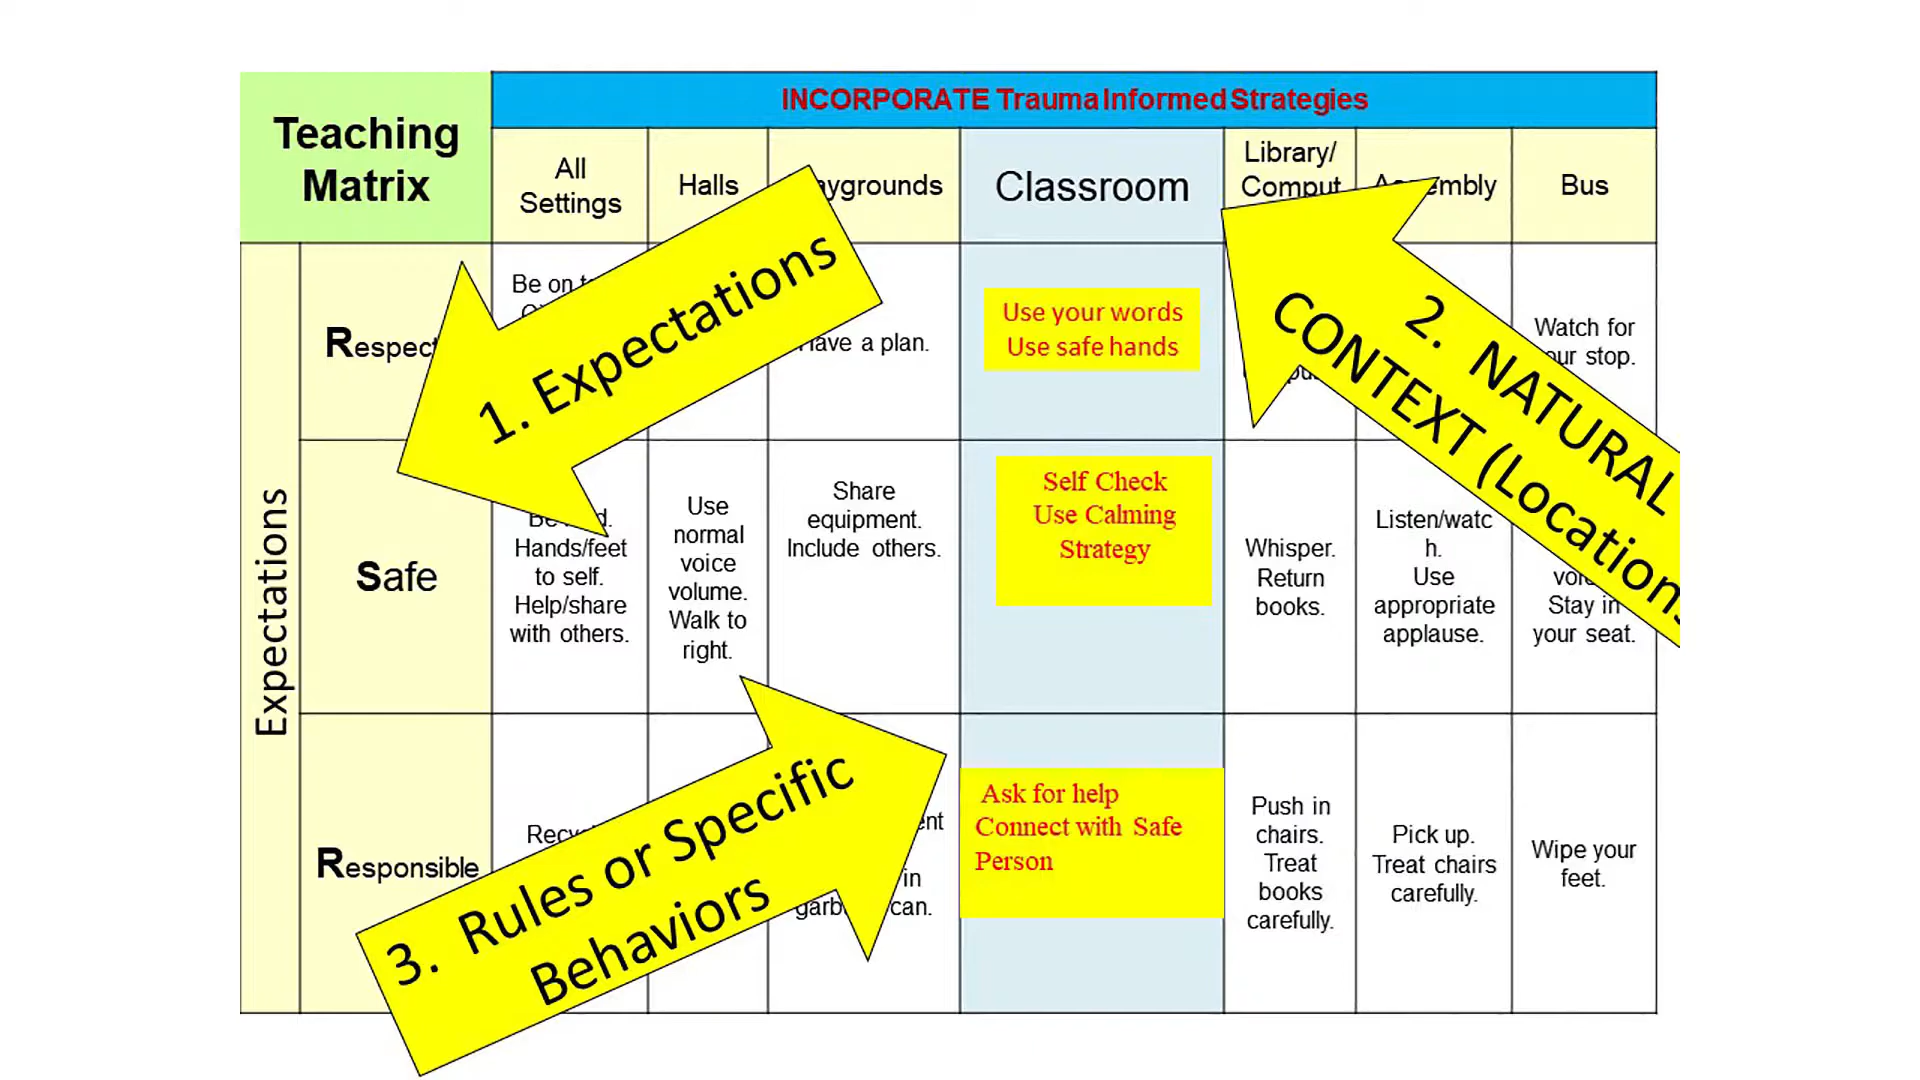 INCORPORATE Trauma Informed Strategies
Teaching
Matrix
All
Settings
Halls
Classroom
Library/
Comput
Bus
Expectations
Be on
Have a plan.
Use your words
Use safe hands
Watch for
stop.
Safe
Hands/feet
to self.
Help/share
with others.
Use
normal
voice
volume.
Walk to
right.
Share
equipment.
Include others.
Self Check
Use Calming
Strategy
Whisper.
Return
books.
Listen/watc
h.
Use
appropriate
applause.
Stay in
your seat.
Responsible
in
can.
Ask for help
Connect with Safe
Person
Push in
chairs.
Treat
books
carefully.
Pick up.
Treat chairs
carefully.
Wipe your
feet.
1. Expectations
2. NATURAL
CONTEXT (Location
3. Rules or Specific
Behaviors